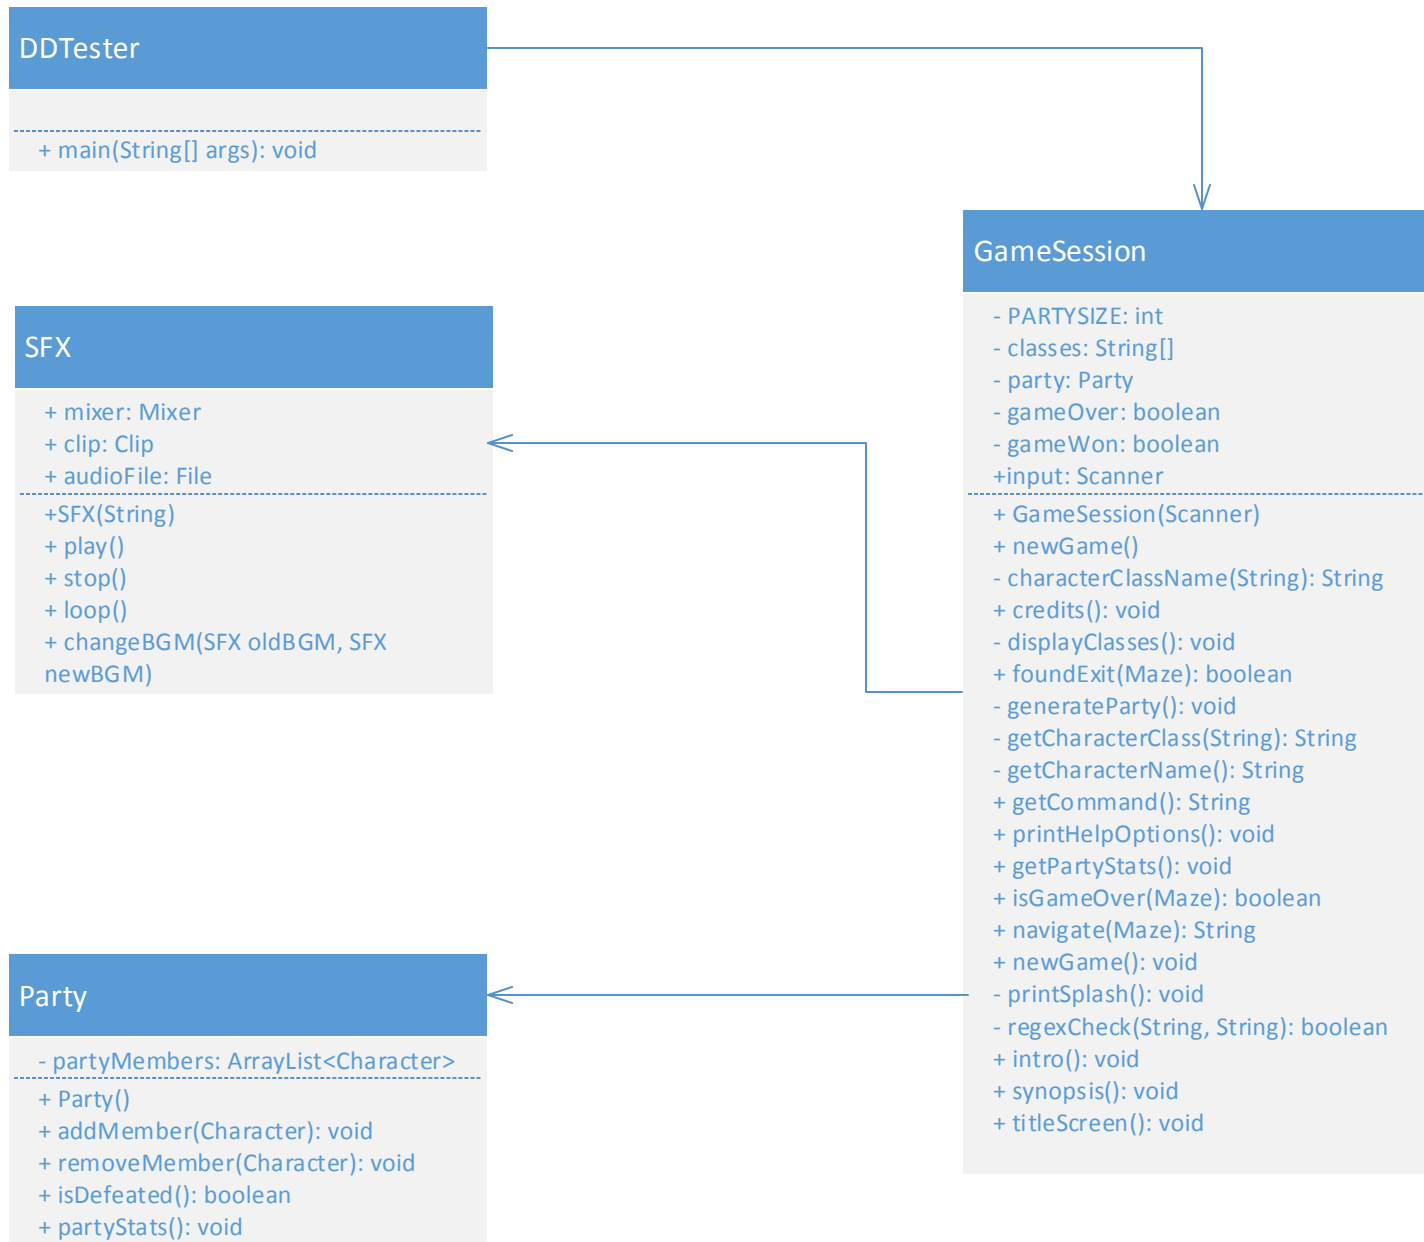 DDTester
+ main(String[] args): void
GameSession
- PARTYSIZE: int
- classes: String[]
- party: Party
- gameOver: boolean
- gameWon: boolean
+input: Scanner
+ GameSession(Scanner)
+ newGame()
- characterClassName(String): String
+ credits(): void
- displayClasses(): void
+ foundExit(Maze): boolean
- generateParty(): void
- getCharacterClass(String): String
- getCharacterName(): String
+ getCommand(): String
+ printHelpOptions(): void
+ getPartyStats(): void
+ isGameOver(Maze): boolean
+ navigate(Maze): String
+ newGame(): void
- printSplash(): void
- regexCheck(String, String): boolean
+ intro(): void
+ synopsis(): void
+ titleScreen(): void
SFX
+ mixer: Mixer
+ clip: Clip
+ audioFile: File
+SFX(String)
+ play()
+ stop()
+ loop()
+ changeBGM(SFX oldBGM, SFX
newBGM)
Party
- partyMembers: ArrayList<Character>
+ Party()
+ addMember(Character): void
+ removeMember(Character): void
+ isDefeated(): boolean
+ partyStats(): void